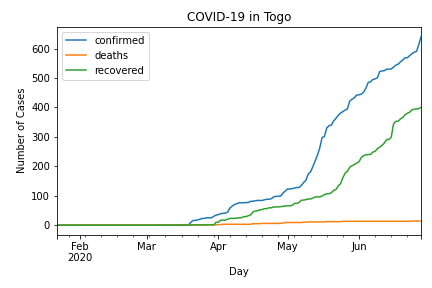 COVID-19 in Togo
confirmed
deaths
recovered
Number of Cases
600
500
400
300
200
100
0
Feb
2020
Mar
Apr
May
Jun
Day